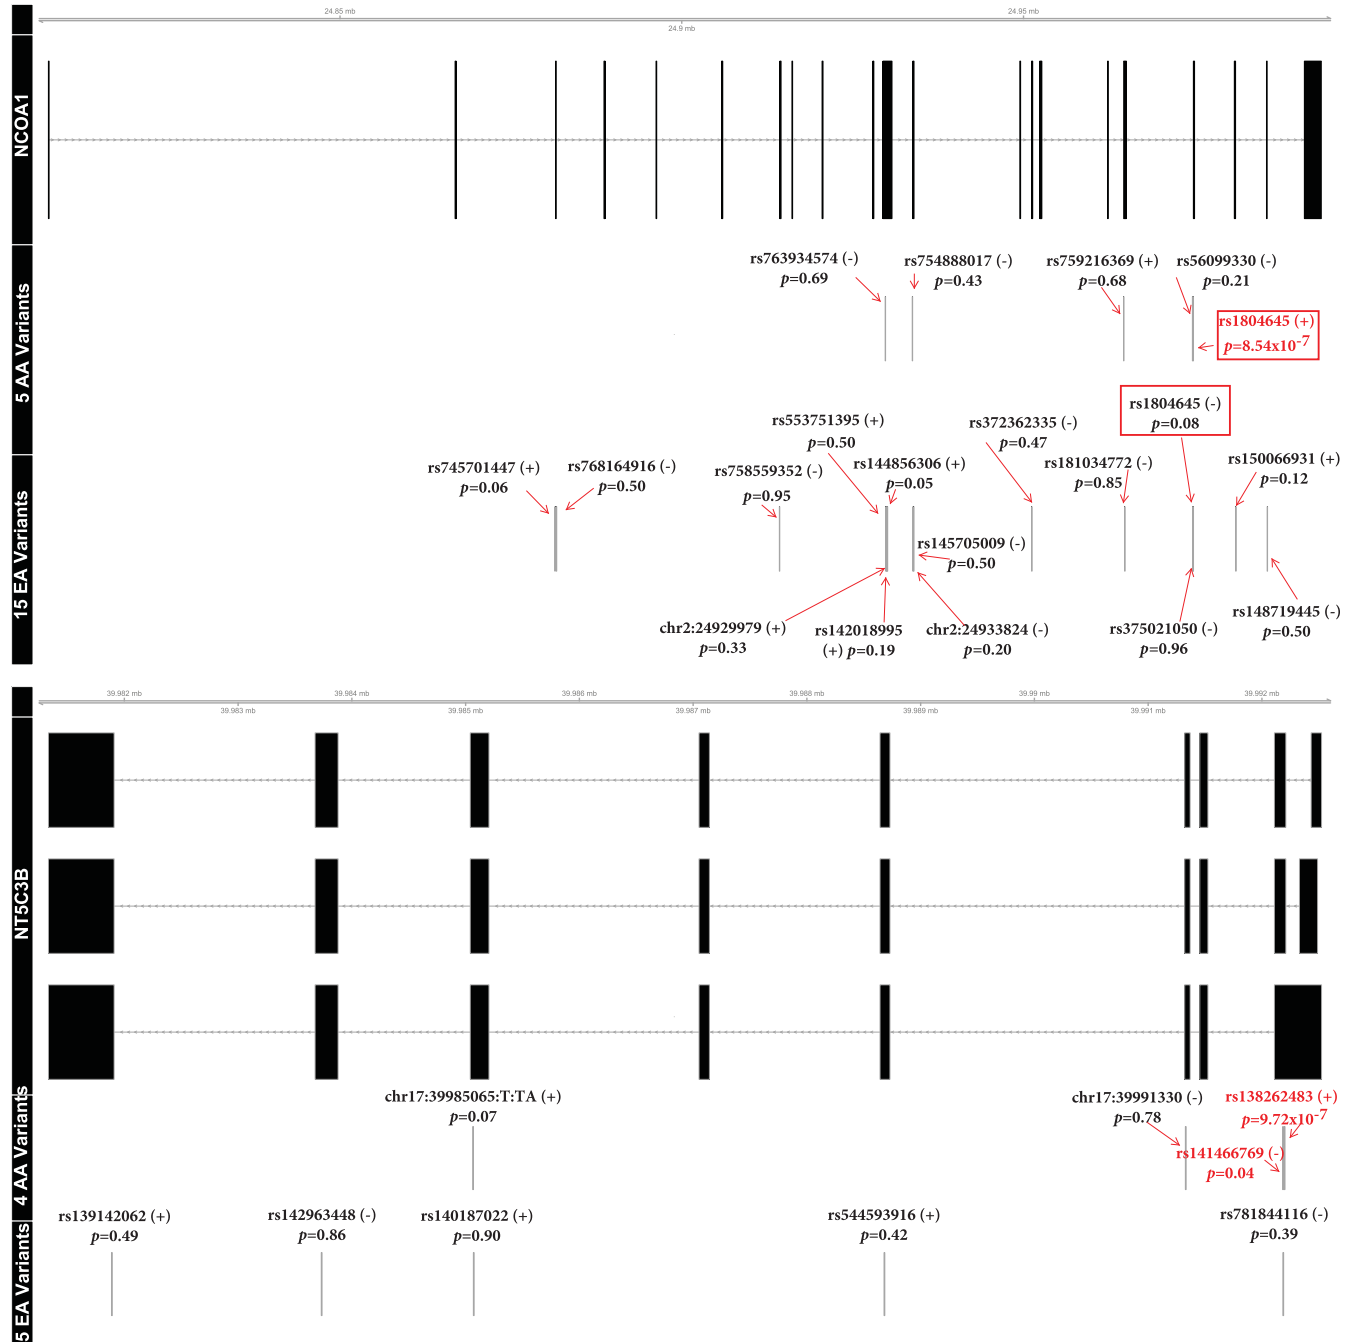 24.85 mb
24.95 mb
24.9 mb
NCOA1
5 AA Variants
rs763934574 (-)
p=0.69
rs754888017 (-)
p=0.43
rs759216369 (+)
p=0.68
rs56099330 (-)
p=0.21
rs1804645 (+)
p=8.54x10-7
15 EA Variants
rs1804645 (-)
p=0.08
rs553751395 (+)
p=0.50
rs372362335 (-)
p=0.47
rs745701447 (+)
p=0.06
rs768164916 (-)
p=0.50
rs758559352 (-)
p=0.95
rs144856306 (+)
p=0.05
rs181034772 (-)
p=0.85
rs150066931 (+)
p=0.12
rs145705009 (-)
p=0.50
chr2:24929979 (+)
p=0.33
rs142018995
(+) p=0.19
chr2:24933824 (-)
p=0.20
rs375021050 (-)
p=0.96
rs148719445 (-)
p=0.50
39.982 mb
39.984 mb
39.986 mb
39.988 mb
39.99 mb
39.992 mb
39.983 mb
39.985 mb
39.987 mb
39.989 mb
39.991 mb
NT5C3B
4 AA Variants
chr17:39985065:T:TA (+)
p=0.07
chr17:39991330 (-)
p=0.78
rs138262483 (+)
p=9.72x10-7
rs141466769 (-)
p=0.04
5 EA Variants
rs139142062 (+)
p=0.49
rs142963448 (-)
p=0.86
rs140187022 (+)
p=0.90
rs544593916 (+)
p=0.42
rs781844116 (-)
p=0.39